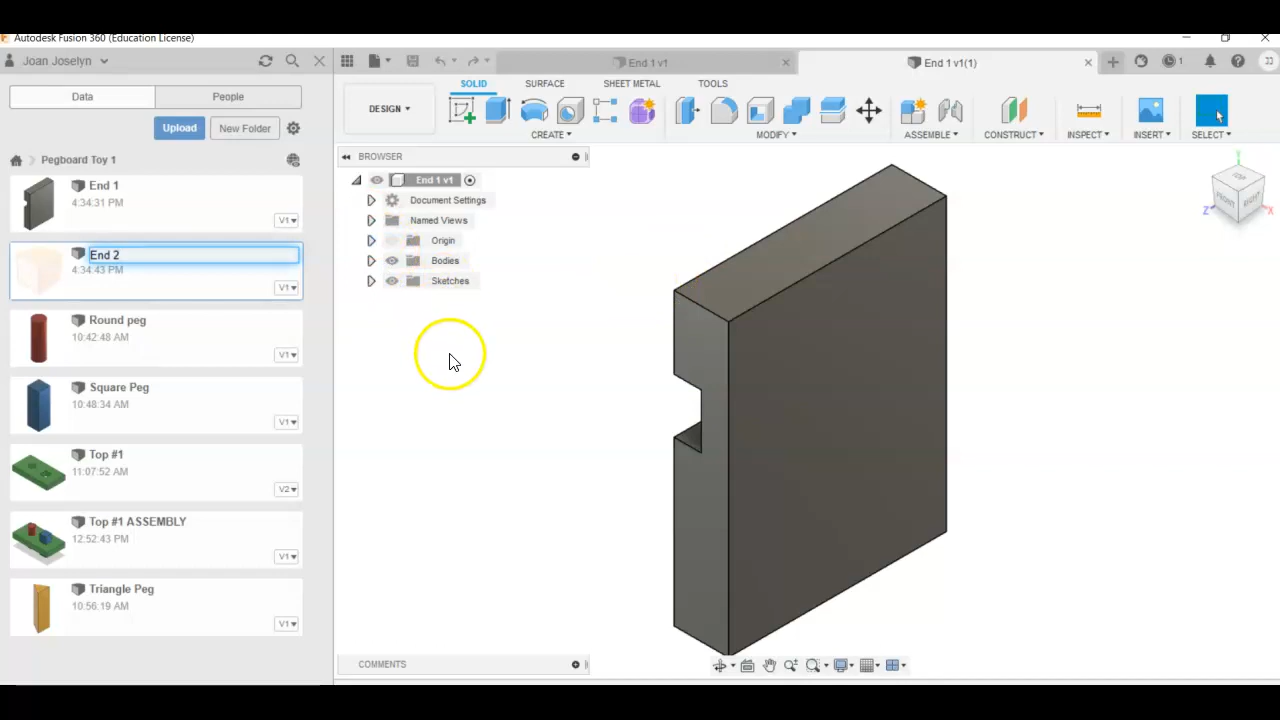 Autodesk Fusion 360 (Education License)
Joan Joselyn
Data
People
Upload
New Folder
Pegboard Toy 1
End 1
4:34:31 PM
V1
End 2
4:34:43 PM
V1
Round peg
10:42:48 AM
V1
Square Peg
10:48:34 AM
V1
Top #1
11:07:52 AM
V2
Top #1 ASSEMBLY
12:52:43 PM
V1
Triangle Peg
10:56:19 AM
V1
End 1 v1
End 1 v1(1)
1
JJ
DESIGN
SOLID
SURFACE
SHEET METAL
TOOLS
CREATE
MODIFY
ASSEMBLE
CONSTRUCT
INSPECT
INSERT
SELECT
BROWSER
End 1 v1
Document Settings
Named Views
Origin
Bodies
Sketches
COMMENTS
Y
TOP
FRONT
RIGHT
Z
X